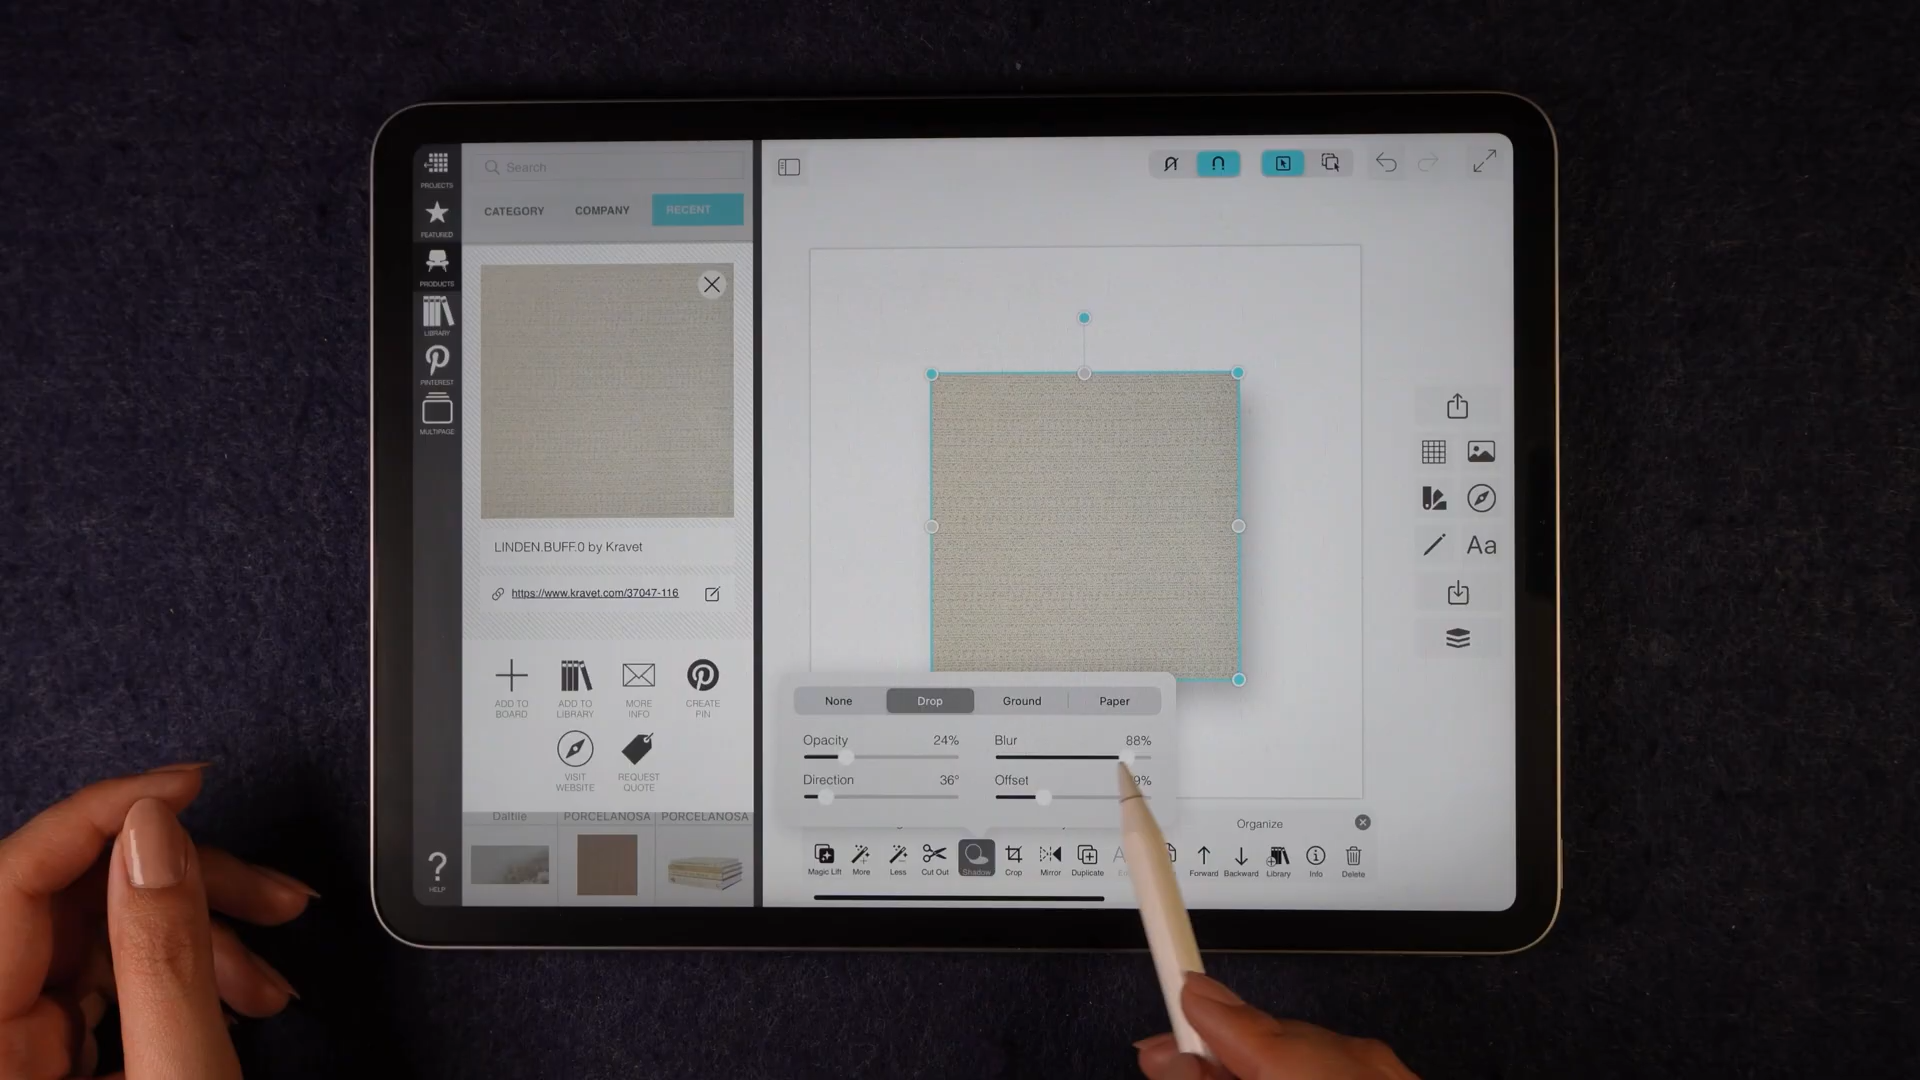 PROJECTS
FEATURED
PRODUCTS
LIBRARY
PINTEREST
MULTIPAGE
HELP
Search
CATEGORY COMPANY RECENT
LINDEN.BUFF.0 by Kravet
https://www.kravet.com/37047-116
ADD TO BOARD
ADD TO LIBRARY
MORE INFO
CREATE PIN
VISIT WEBSITE
REQUEST QUOTE
Daltile PORCELANOSA PORCELANOSA
Aa
None Drop Ground Paper
Opacity 24% Blur 88%
Direction 36° Offset
Organize
Magic Lift More Less Cut Out Shadow Crop Mirror Duplicate Forward Backward Library Info Delete